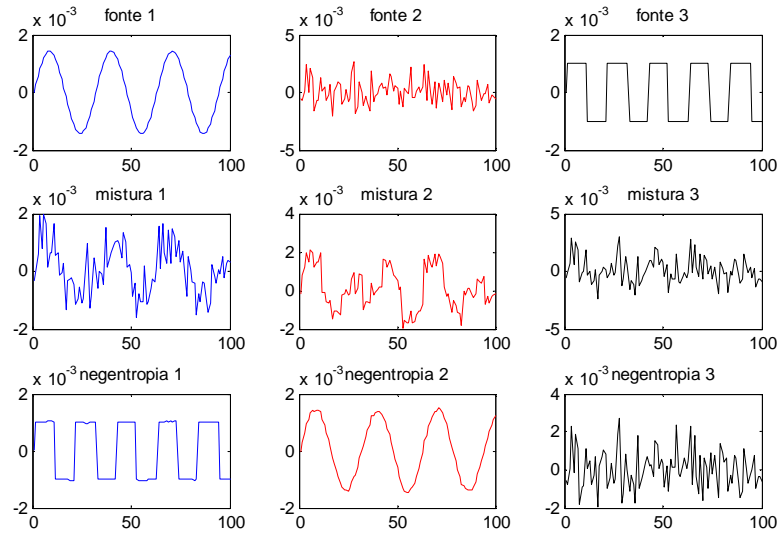 x 10⁻³ fonte 1
2
0
-2
0 50 100
x 10⁻³ fonte 2
5
0
-5
0 50 100
x 10⁻³ fonte 3
2
0
-2
0 50 100
x 10⁻³ mistura 1
2
0
-2
0 50 100
x 10⁻³ mistura 2
4
2
0
-2
0 50 100
x 10⁻³ mistura 3
5
0
-5
0 50 100
x 10⁻³ negentropia 1
2
0
-2
0 50 100
x 10⁻³ negentropia 2
2
0
-2
0 50 100
x 10⁻³ negentropia 3
4
2
0
-2
0 50 100